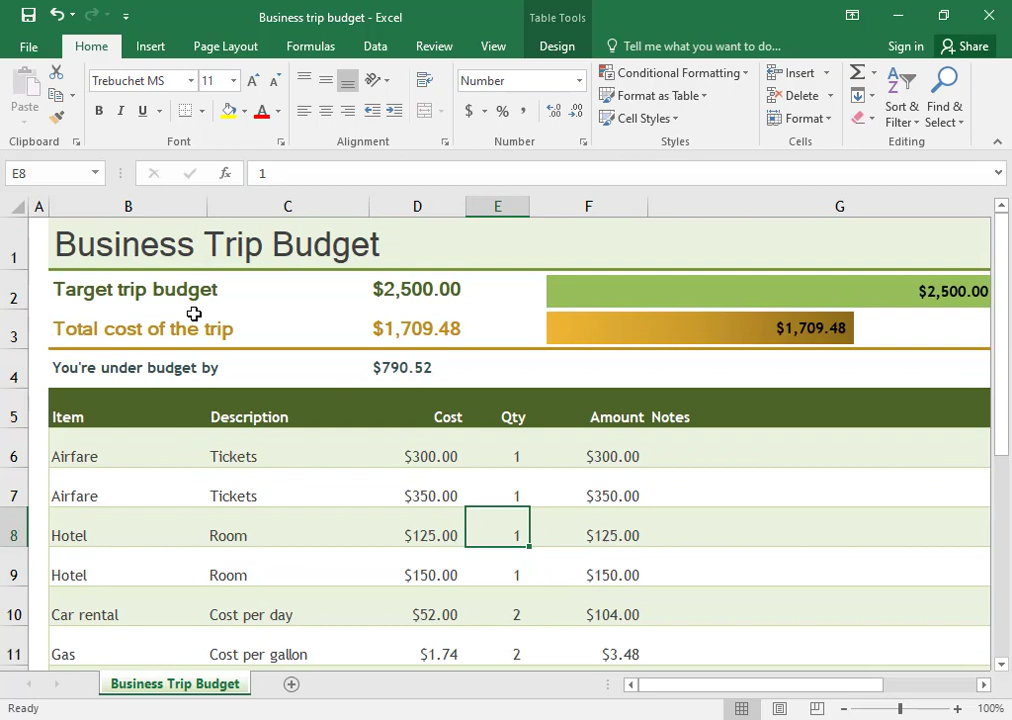 Business trip budget - Excel
Table Tools
File Home Insert Page Layout Formulas Data Review View Design Tell me what you want to do... Sign in Share
Paste
Clipboard
Trebuchet MS 11
B I U A
Font
Alignment
Number
$ % ,
Number
Conditional Formatting
Format as Table
Cell Styles
Styles
Insert
Delete
Format
Cells
Sort & Filter
Find & Select
Editing
E8 fx 1
A B C D E F G
1 Business Trip Budget
2 Target trip budget $2,500.00 $2,500.00
3 Total cost of the trip $1,709.48 $1,709.48
4 You're under budget by $790.52
5 Item Description Cost Qty Amount Notes
6 Airfare Tickets $300.00 1 $300.00
7 Airfare Tickets $350.00 1 $350.00
8 Hotel Room $125.00 1 $125.00
9 Hotel Room $150.00 1 $150.00
10 Car rental Cost per day $52.00 2 $104.00
11 Gas Cost per gallon $1.74 2 $3.48
Business Trip Budget
Ready 100%